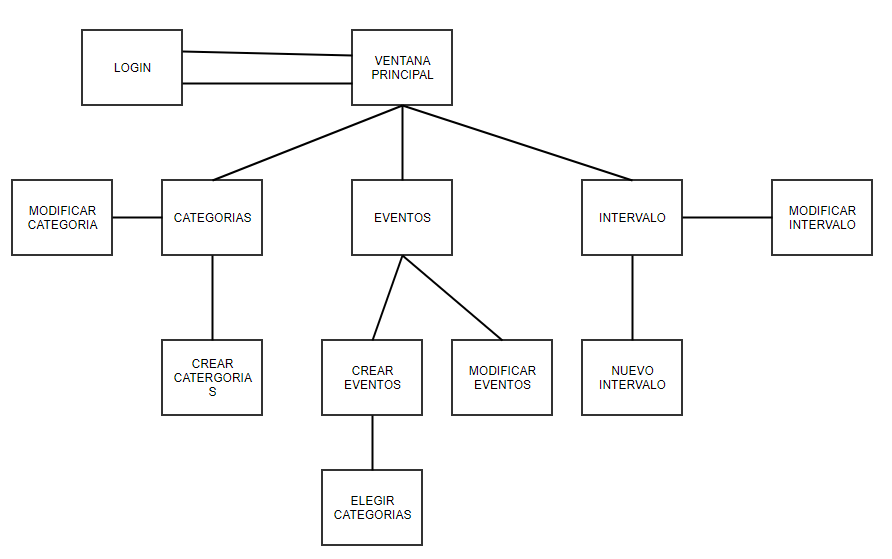 LOGIN
VENTANA
PRINCIPAL
MODIFICAR
CATEGORIA
CATEGORIAS
EVENTOS
INTERVALO
MODIFICAR
INTERVALO
CREAR
CATERGORIA
S
CREAR
EVENTOS
MODIFICAR
EVENTOS
NUEVO
INTERVALO
ELEGIR
CATEGORIAS